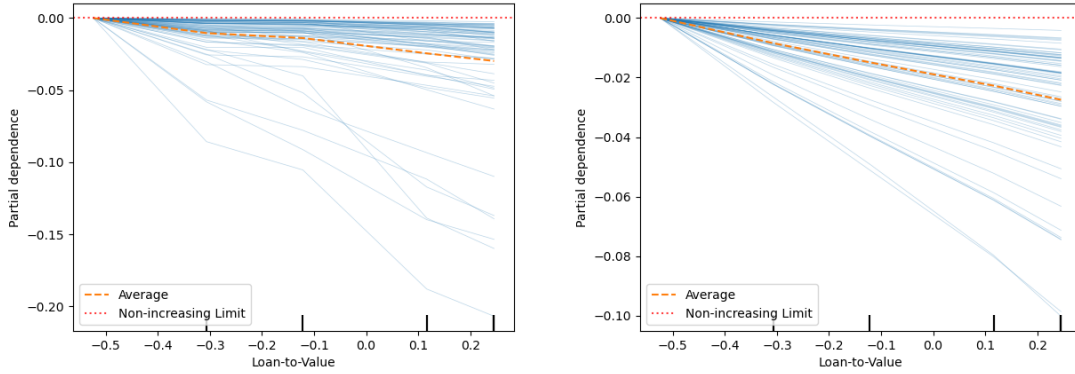 0.00
−0.05
−0.10
−0.15
−0.20
Partial dependence
−0.5 −0.4 −0.3 −0.2 −0.1 0.0 0.1 0.2
Loan-to-Value
Average
Non-increasing Limit
0.00
−0.02
−0.04
−0.06
−0.08
−0.10
Partial dependence
−0.5 −0.4 −0.3 −0.2 −0.1 0.0 0.1 0.2
Loan-to-Value
Average
Non-increasing Limit